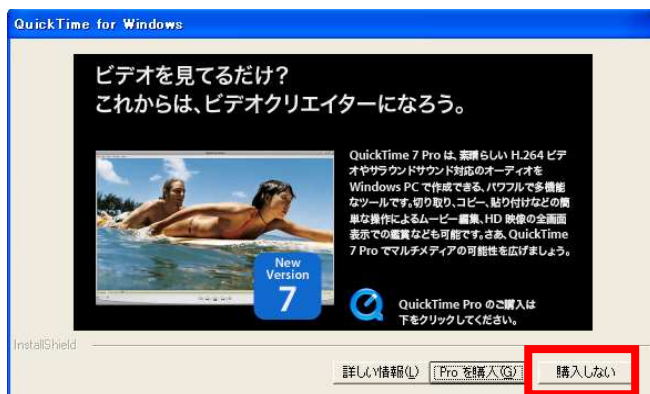 QuickTime for Windows
ビデオを見てるだけ?
これからは、ビデオクリエイターになろう。
QuickTime 7 Pro は、素晴らしい H.264 ビデ
オやサラウンドサウンド対応のオーディオを
Windows PC で作成できる、パワフルで多機能
なツールです。切り取り、コピー、貼り付けなどの簡
単な操作によるムービー編集、HD 映像の全画面
表示での鑑賞なども可能です。さあ、QuickTime
7 Pro でマルチメディアの可能性を広げましょう。
New
Version
7
QuickTime Pro のご購入は
下をクリックしてください。
InstallShield
詳しい情報(L) Pro を購入(G) 購入しない